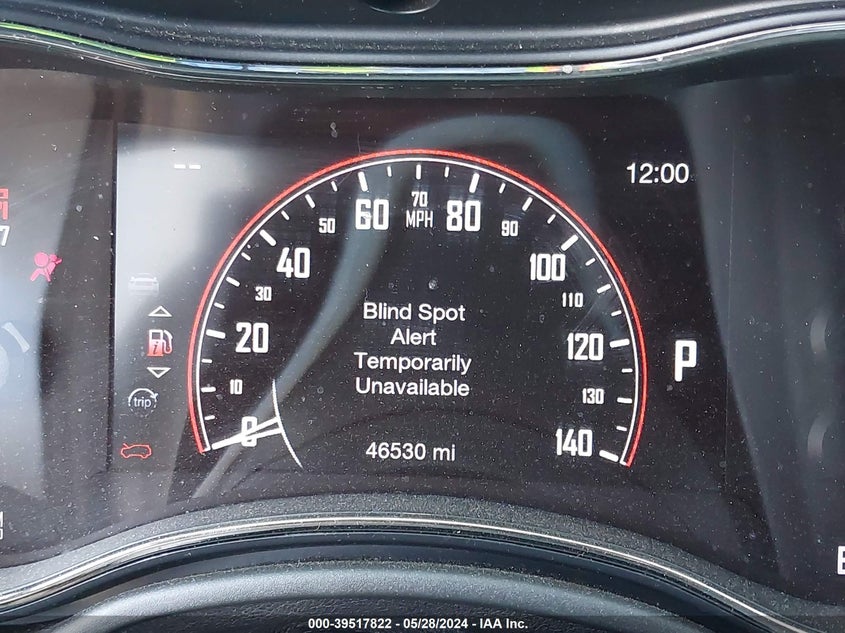 --
12:00
70
60 MPH 80
50 90
40 100
30 110
Blind Spot
Alert
Temporarily
Unavailable
20 120
P
10 130
trip
0 140
46530 mi
7
000-39517822 - 05/28/2024 - IAA Inc.